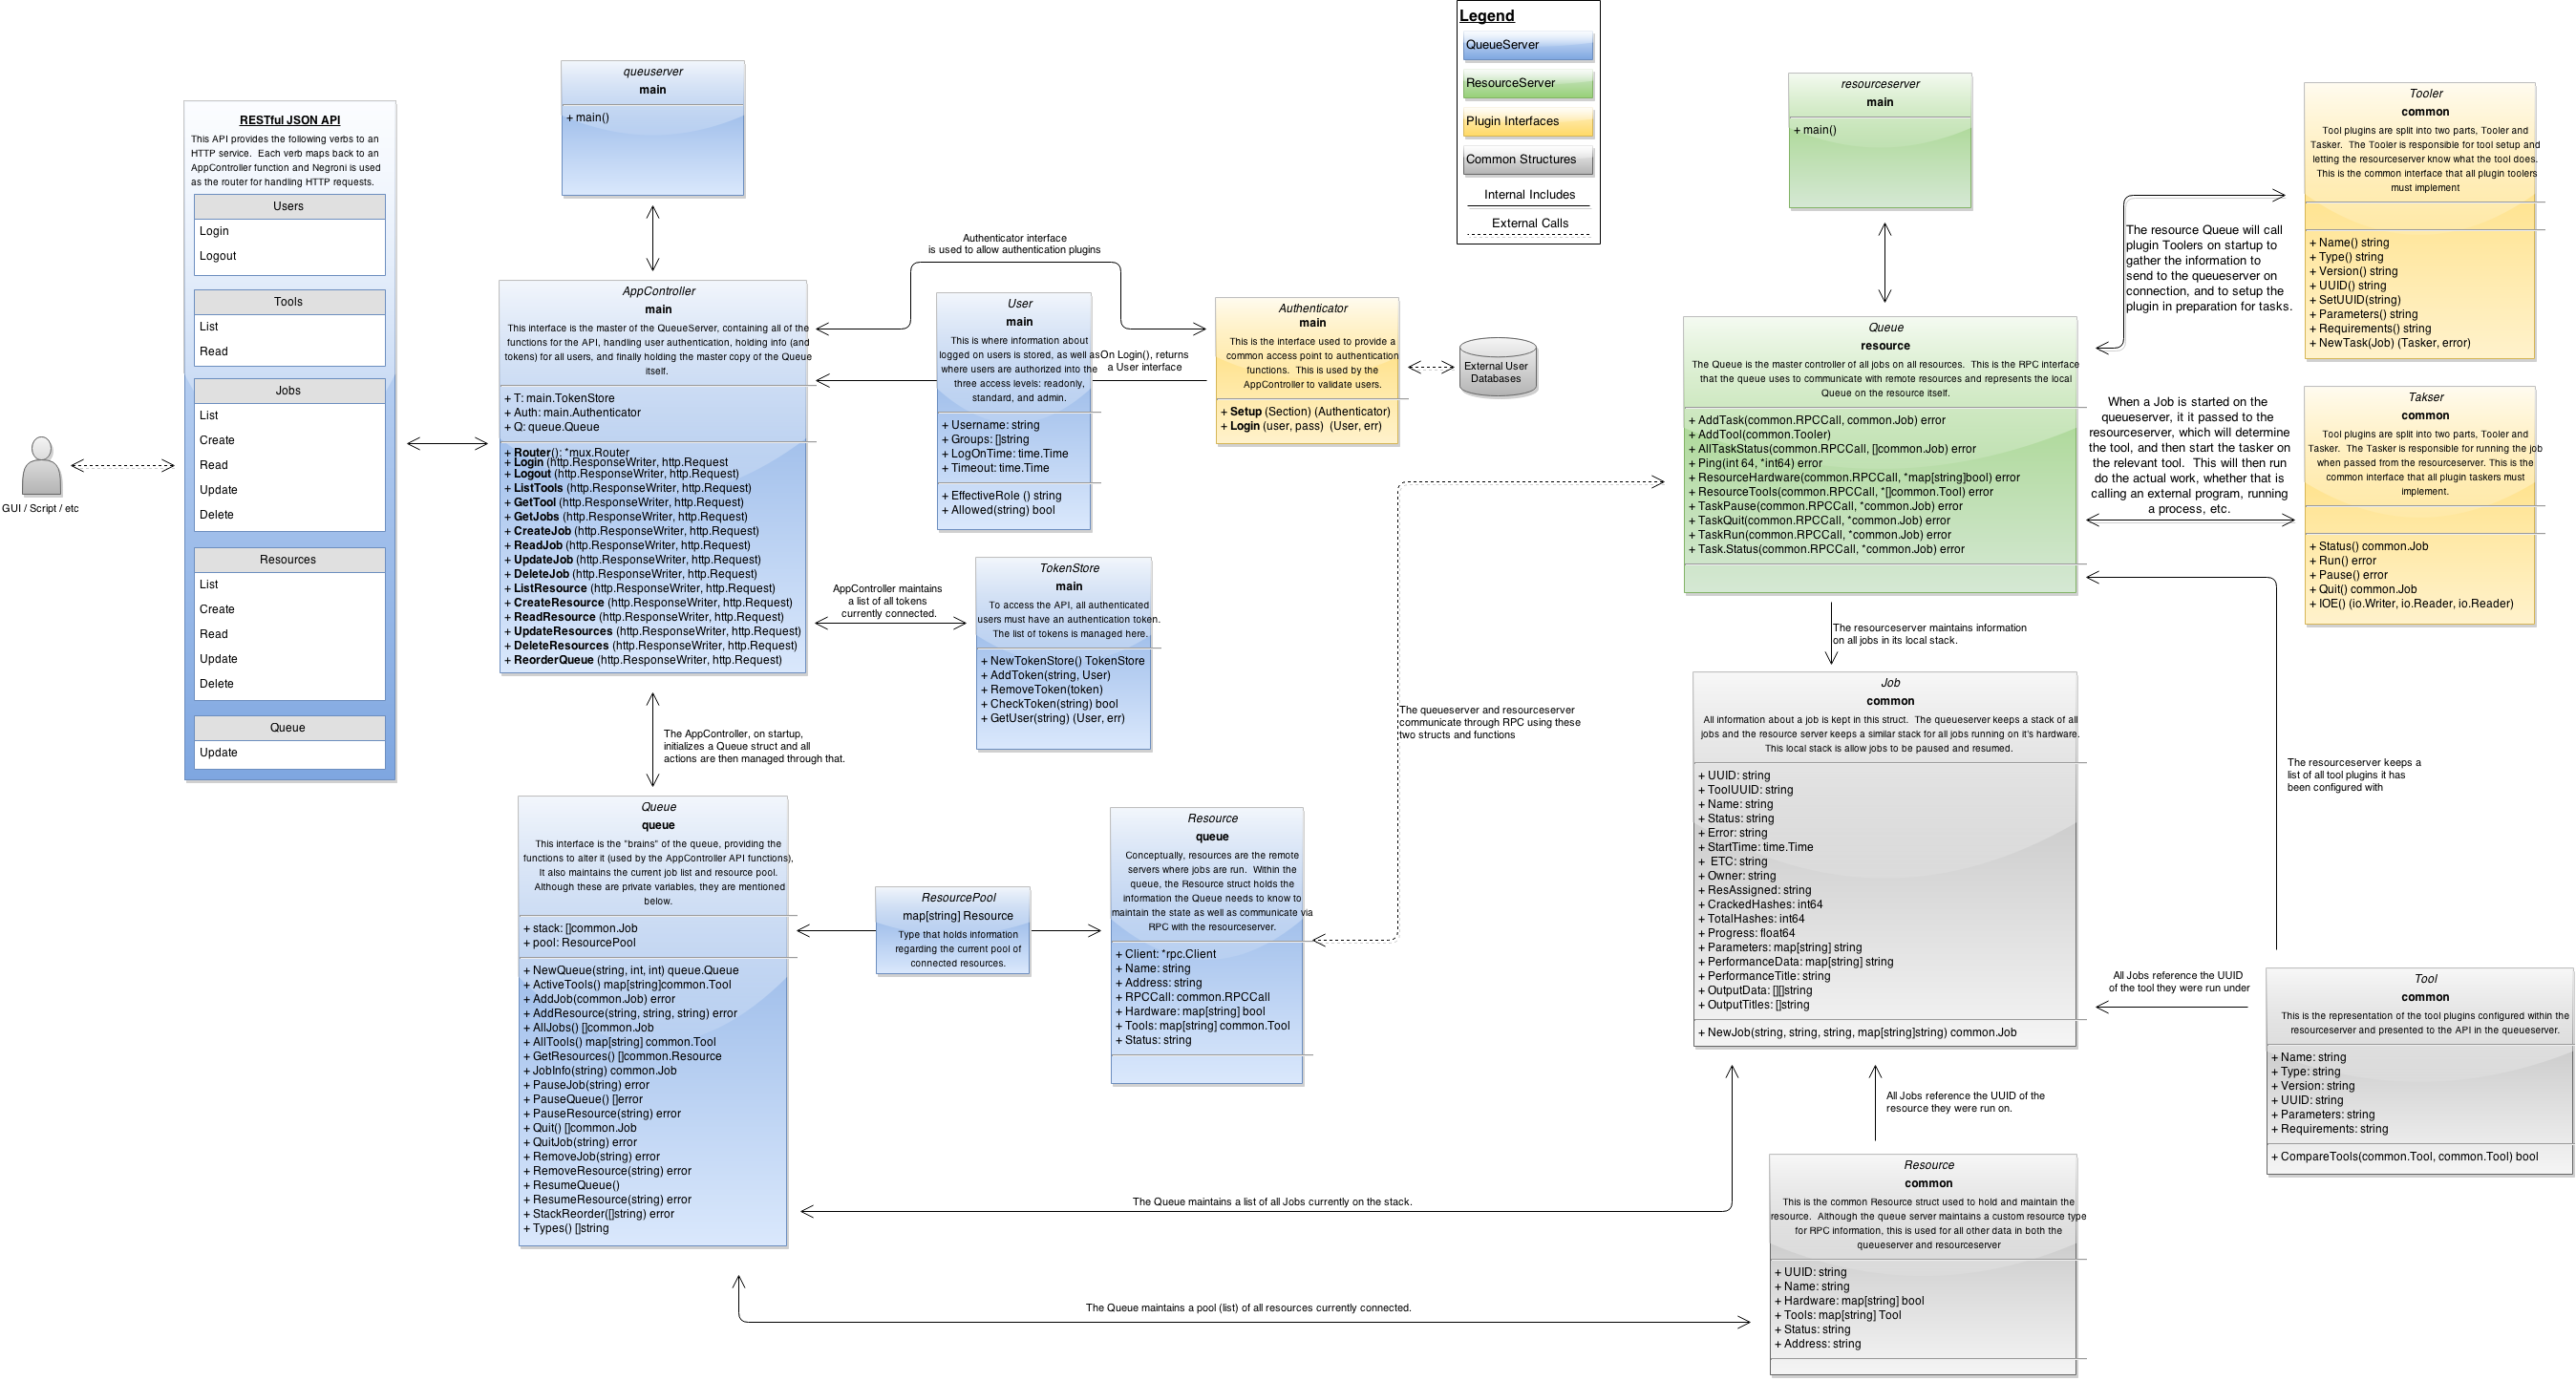 Legend
QueueServer
ResourceServer
Plugin Interfaces
Common Structures
Internal Includes
External Calls
GUI / Script / etc
RESTful JSON API
This API provides the following verbs to an
HTTP service.  Each verb maps back to an
AppController function and Negroni is used
as the router for handling HTTP requests.
Users
Login
Logout
Tools
List
Read
Jobs
List
Create
Read
Update
Delete
Resources
List
Create
Read
Update
Delete
Queue
Update
queuserver
main
+ main()
AppController
main
This interface is the master of the QueueServer, containing all of the
functions for the API, handling user authentication, holding info (and
tokens) for all users, and finally holding the master copy of the Queue
itself.
+ T: main.TokenStore
+ Auth: main.Authenticator
+ Q: queue.Queue
+ Router(): *mux.Router
+ Login (http.ResponseWriter, http.Request
+ Logout (http.ResponseWriter, http.Request)
+ ListTools (http.ResponseWriter, http.Request)
+ GetTool (http.ResponseWriter, http.Request)
+ GetJobs (http.ResponseWriter, http.Request)
+ CreateJob (http.ResponseWriter, http.Request)
+ ReadJob (http.ResponseWriter, http.Request)
+ UpdateJob (http.ResponseWriter, http.Request)
+ DeleteJob (http.ResponseWriter, http.Request)
+ ListResource (http.ResponseWriter, http.Request)
+ CreateResource (http.ResponseWriter, http.Request)
+ ReadResource (http.ResponseWriter, http.Request)
+ UpdateResources (http.ResponseWriter, http.Request)
+ DeleteResources (http.ResponseWriter, http.Request)
+ ReorderQueue (http.ResponseWriter, http.Request)
Authenticator interface
is used to allow authentication plugins
User
main
This is where information about
logged on users is stored, as well as
where users are authorized into the
three access levels: readonly,
standard, and admin.
+ Username: string
+ Groups: []string
+ LogOnTime: time.Time
+ Timeout: time.Time
+ EffectiveRole () string
+ Allowed(string) bool
On Login(), returns
a User interface
Authenticator
main
This is the interface used to provide a
common access point to authentication
functions.  This is used by the
AppController to validate users.
+ Setup (Section) (Authenticator)
+ Login (user, pass)  (User, err)
External User
Databases
AppController maintains
a list of all tokens
currently connected.
TokenStore
main
To access the API, all authenticated
users must have an authentication token.
The list of tokens is managed here.
+ NewTokenStore() TokenStore
+ AddToken(string, User)
+ RemoveToken(token)
+ CheckToken(string) bool
+ GetUser(string) (User, err)
The AppController, on startup,
initializes a Queue struct and all
actions are then managed through that.
Queue
queue
This interface is the "brains" of the queue, providing the
functions to alter it (used by the AppController API functions),
It also maintains the current job list and resource pool.
Although these are private variables, they are mentioned
below.
+ stack: []common.Job
+ pool: ResourcePool
+ NewQueue(string, int, int) queue.Queue
+ ActiveTools() map[string]common.Tool
+ AddJob(common.Job) error
+ AddResource(string, string, string) error
+ AllJobs() []common.Job
+ AllTools() map[string] common.Tool
+ GetResources() []common.Resource
+ JobInfo(string) common.Job
+ PauseJob(string) error
+ PauseQueue() []error
+ PauseResource(string) error
+ Quit() []common.Job
+ QuitJob(string) error
+ RemoveJob(string) error
+ RemoveResource(string) error
+ ResumeQueue()
+ ResumeResource(string) error
+ StackReorder([]string) error
+ Types() []string
ResourcePool
map[string] Resource
Type that holds information
regarding the current pool of
connected resources.
Resource
queue
Conceptually, resources are the remote
servers where jobs are run.  Within the
queue, the Resource struct holds the
information the Queue needs to know to
maintain the state as well as communicate via
RPC with the resourceserver.
+ Client: *rpc.Client
+ Name: string
+ Address: string
+ RPCCall: common.RPCCall
+ Hardware: map[string] bool
+ Tools: map[string] common.Tool
+ Status: string
The queueserver and resourceserver
communicate through RPC using these
two structs and functions
The Queue maintains a list of all Jobs currently on the stack.
The Queue maintains a pool (list) of all resources currently connected.
resourceserver
main
+ main()
Queue
resource
The Queue is the master controller of all jobs on all resources.  This is the RPC interface
that the queue uses to communicate with remote resources and represents the local
Queue on the resource itself.
+ AddTask(common.RPCCall, common.Job) error
+ AddTool(common.Tooler)
+ AllTaskStatus(common.RPCCall, []common.Job) error
+ Ping(int 64, *int64) error
+ ResourceHardware(common.RPCCall, *map[string]bool) error
+ ResourceTools(common.RPCCall, *[]common.Tool) error
+ TaskPause(common.RPCCall, *common.Job) error
+ TaskQuit(common.RPCCall, *common.Job) error
+ TaskRun(common.RPCCall, *common.Job) error
+ Task.Status(common.RPCCall, *common.Job) error
The resource Queue will call
plugin Toolers on startup to
gather the information to
send to the queueserver on
connection, and to setup the
plugin in preparation for tasks.
Tooler
common
Tool plugins are split into two parts, Tooler and
Tasker.  The Tooler is responsible for tool setup and
letting the resourceserver know what the tool does.
This is the common interface that all plugin toolers
must implement
+ Name() string
+ Type() string
+ Version() string
+ UUID() string
+ SetUUID(string)
+ Parameters() string
+ Requirements() string
+ NewTask(Job) (Tasker, error)
When a Job is started on the
queueserver, it it passed to the
resourceserver, which will determine
the tool, and then start the tasker on
the relevant tool.  This will then run
do the actual work, whether that is
calling an external program, running
a process, etc.
Takser
common
Tool plugins are split into two parts, Tooler and
Tasker.  The Tasker is responsible for running the job
when passed from the resourceserver. This is the
common interface that all plugin taskers must
implement.
+ Status() common.Job
+ Run() error
+ Pause() error
+ Quit() common.Job
+ IOE() (io.Writer, io.Reader, io.Reader)
The resourceserver maintains information
on all jobs in its local stack.
Job
common
All information about a job is kept in this struct.  The queueserver keeps a stack of all
jobs and the resource server keeps a similar stack for all jobs running on it's hardware.
This local stack is allow jobs to be paused and resumed.
+ UUID: string
+ ToolUUID: string
+ Name: string
+ Status: string
+ Error: string
+ StartTime: time.Time
+  ETC: string
+ Owner: string
+ ResAssigned: string
+ CrackedHashes: int64
+ TotalHashes: int64
+ Progress: float64
+ Parameters: map[string] string
+ PerformanceData: map[string] string
+ PerformanceTitle: string
+ OutputData: [][]string
+ OutputTitles: []string
+ NewJob(string, string, string, map[string]string) common.Job
The resourceserver keeps a
list of all tool plugins it has
been configured with
All Jobs reference the UUID
of the tool they were run under
Tool
common
This is the representation of the tool plugins configured within the
resourceserver and presented to the API in the queueserver.
+ Name: string
+ Type: string
+ Version: string
+ UUID: string
+ Parameters: string
+ Requirements: string
+ CompareTools(common.Tool, common.Tool) bool
All Jobs reference the UUID of the
resource they were run on.
Resource
common
This is the common Resource struct used to hold and maintain the
resource.  Although the queue server maintains a custom resource type
for RPC information, this is used for all other data in both the
queueserver and resourceserver
+ UUID: string
+ Name: string
+ Hardware: map[string] bool
+ Tools: map[string] Tool
+ Status: string
+ Address: string